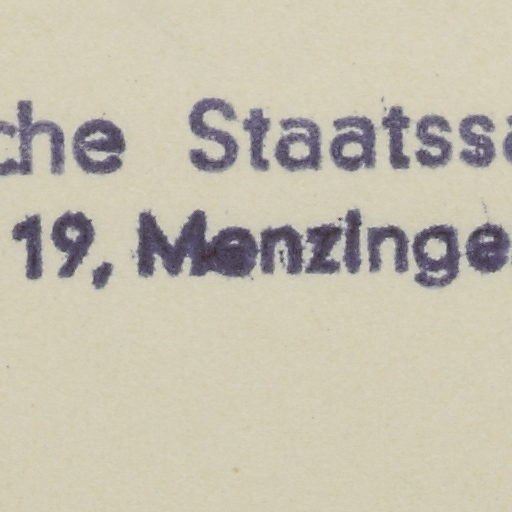 che Staatssa
19, Menzinge